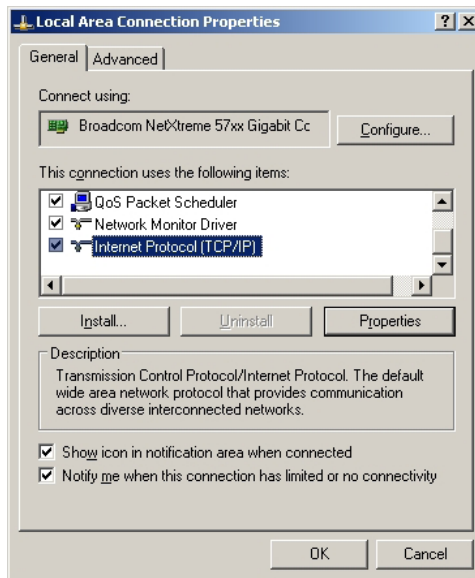 Local Area Connection Properties
General
Advanced
Connect using:
Broadcom NetXtreme 57xx Gigabit Cc
Configure...
This connection uses the following items:
QoS Packet Scheduler
Network Monitor Driver
Internet Protocol (TCP/IP)
Install...
Uninstall
Properties
Description
Transmission Control Protocol/Internet Protocol. The default
wide area network protocol that provides communication
across diverse interconnected networks.
Show icon in notification area when connected
Notify me when this connection has limited or no connectivity
OK
Cancel